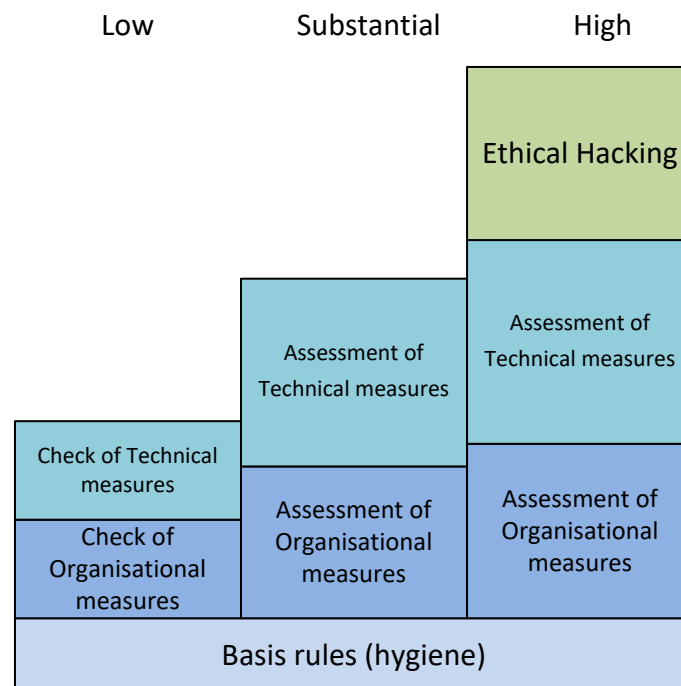 Low Substantial High
Ethical Hacking
Assessment of
Technical measures
Assessment of
Technical measures
Check of Technical
measures
Check of
Organisational
measures
Assessment of
Organisational
measures
Assessment of
Organisational
measures
Basis rules (hygiene)